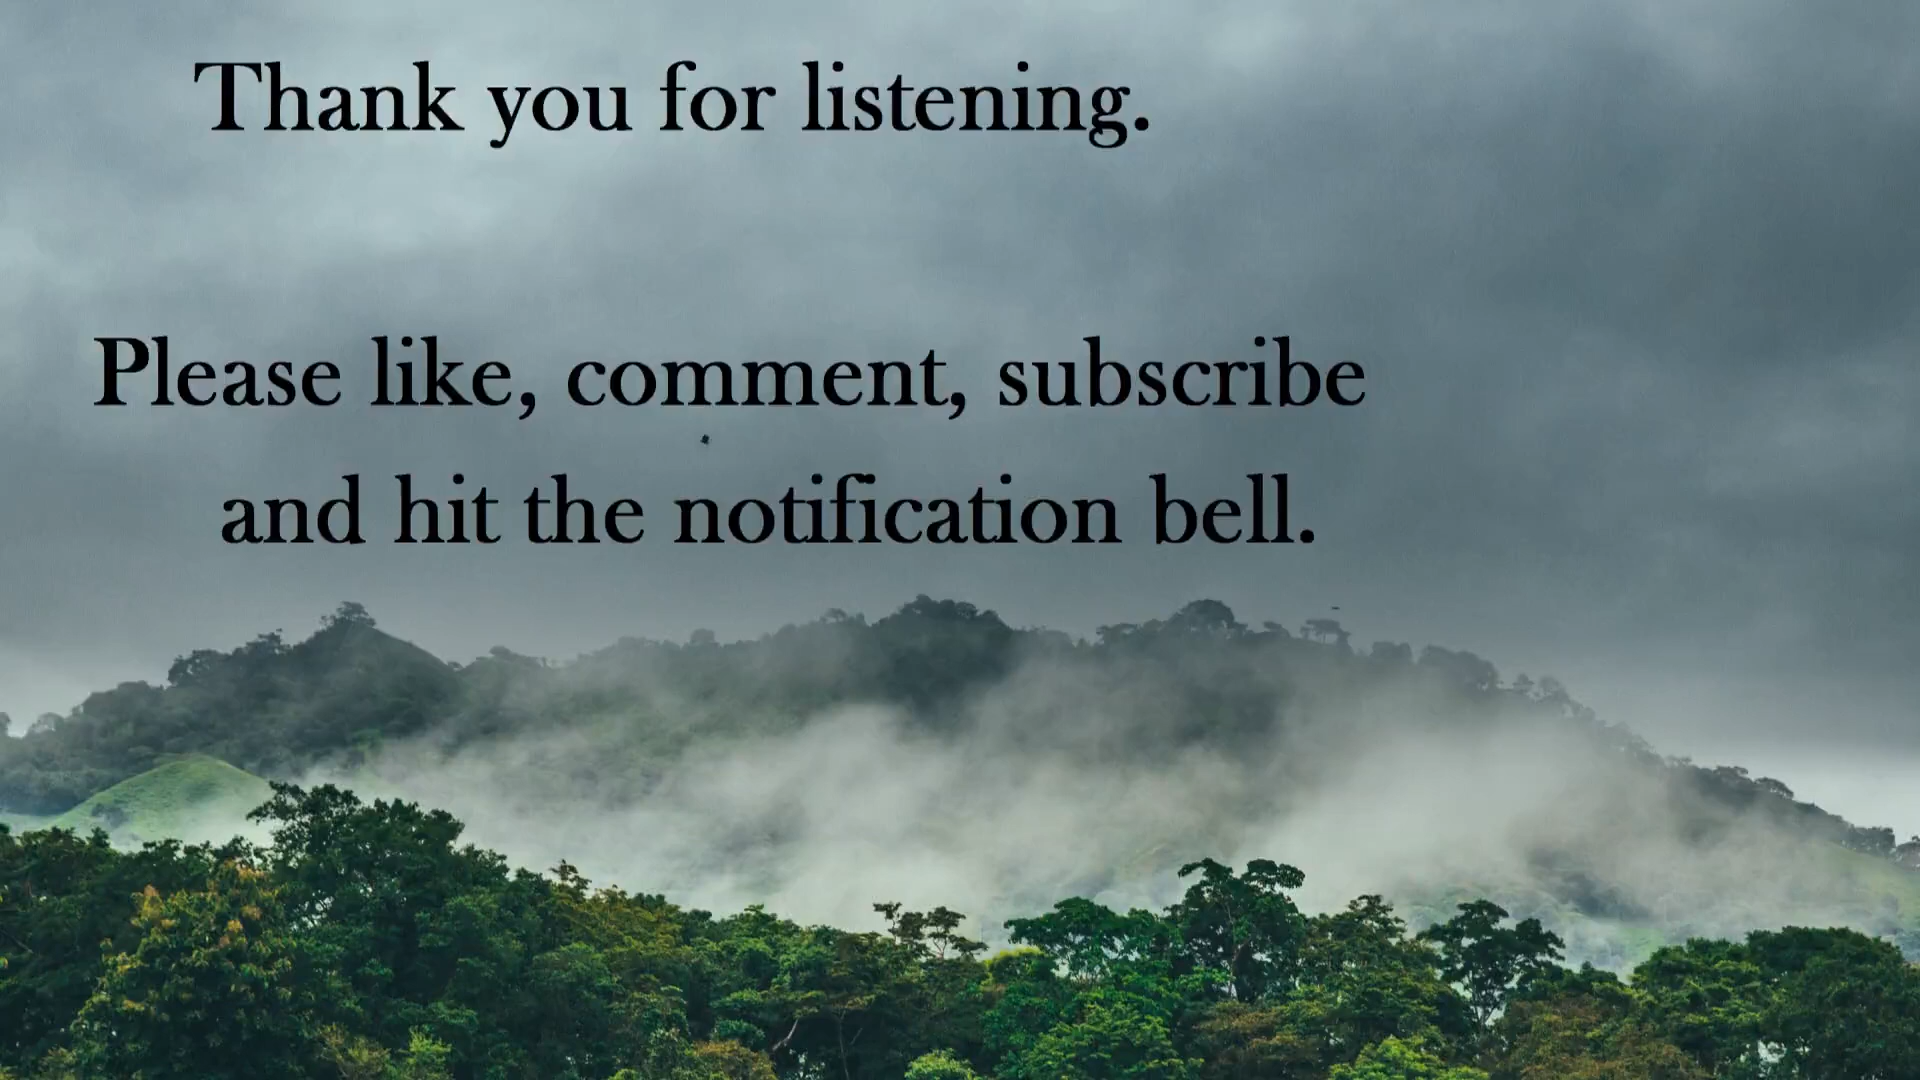 Thank you for listening.
Please like, comment, subscribe
and hit the notification bell.